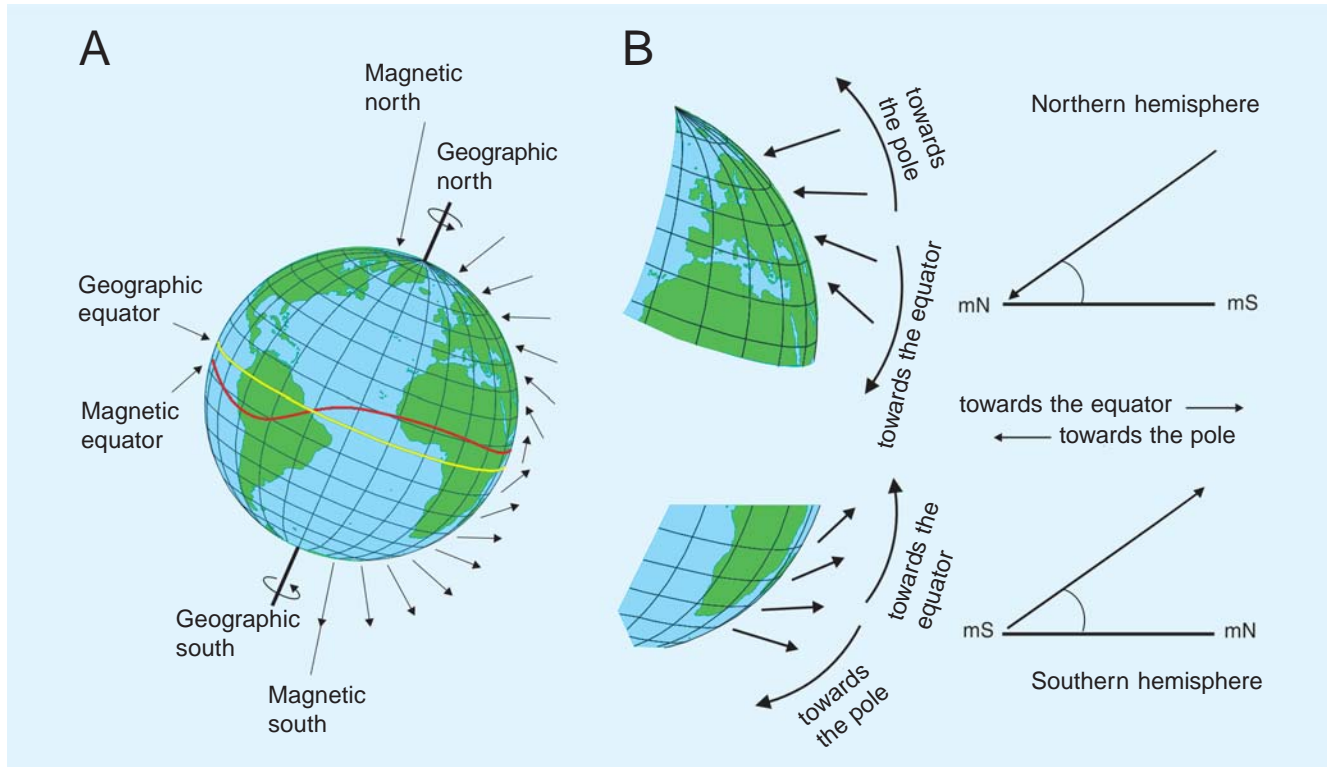 A
Magnetic
north
Geographic
north
Geographic
equator
Magnetic
equator
Geographic
south
Magnetic
south
B
towards
the pole
towards the equator
towards the
equator
towards
the pole
Northern hemisphere
mN
mS
towards the equator
towards the pole
mS
mN
Southern hemisphere